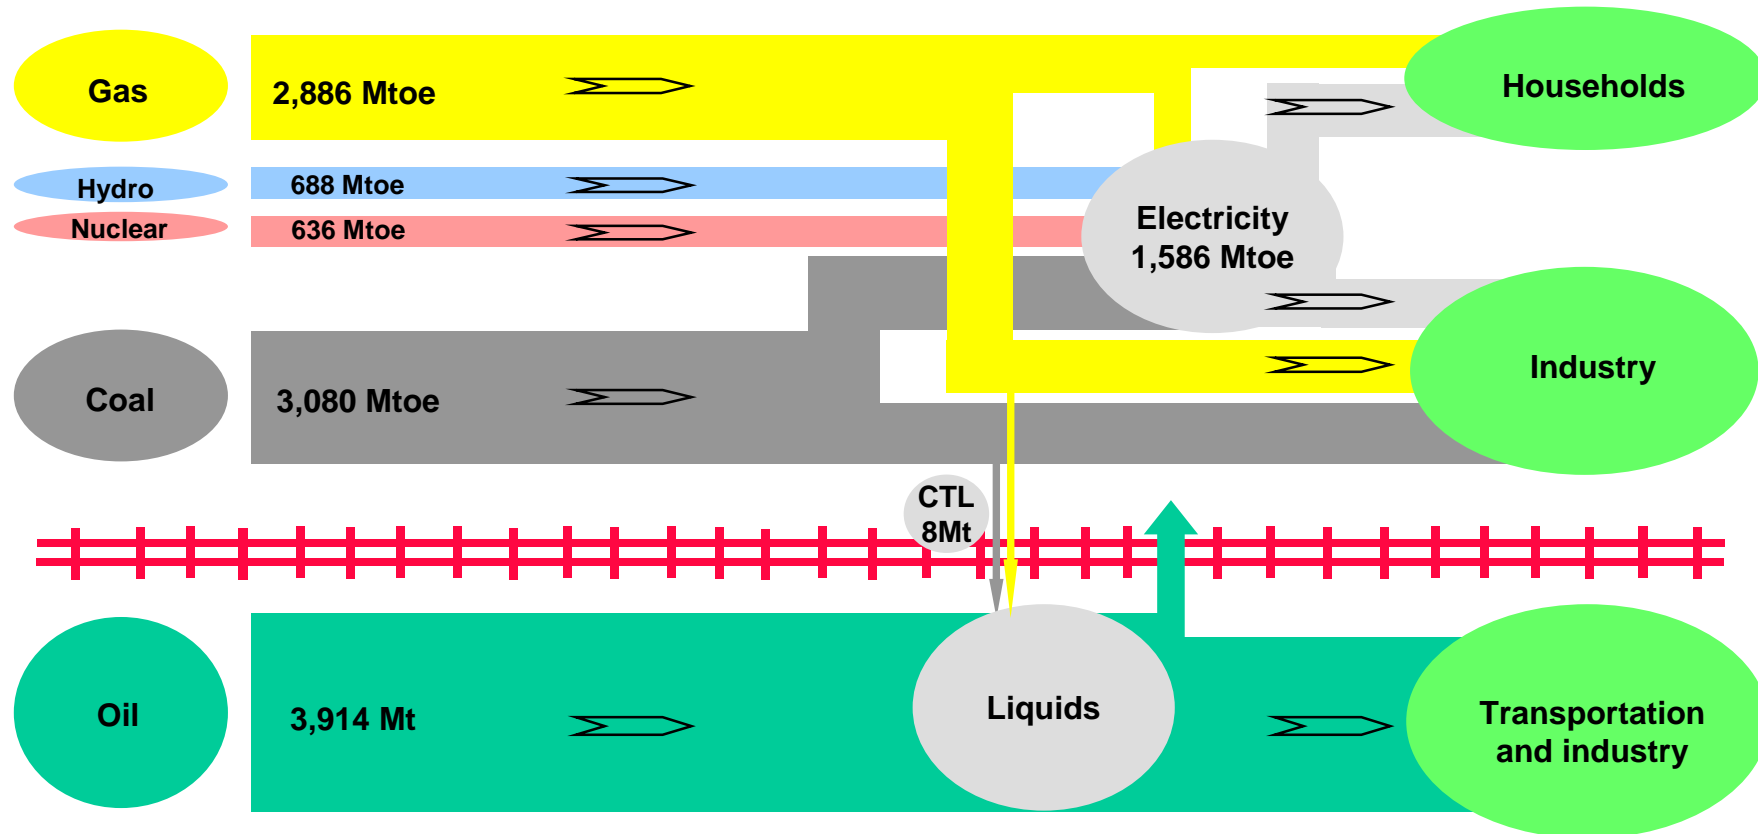 Gas
2,886 Mtoe
Households
Hydro
688 Mtoe
Nuclear
636 Mtoe
Electricity
1,586 Mtoe
Coal
3,080 Mtoe
Industry
CTL
8Mt
Oil
3,914 Mt
Liquids
Transportation
and industry